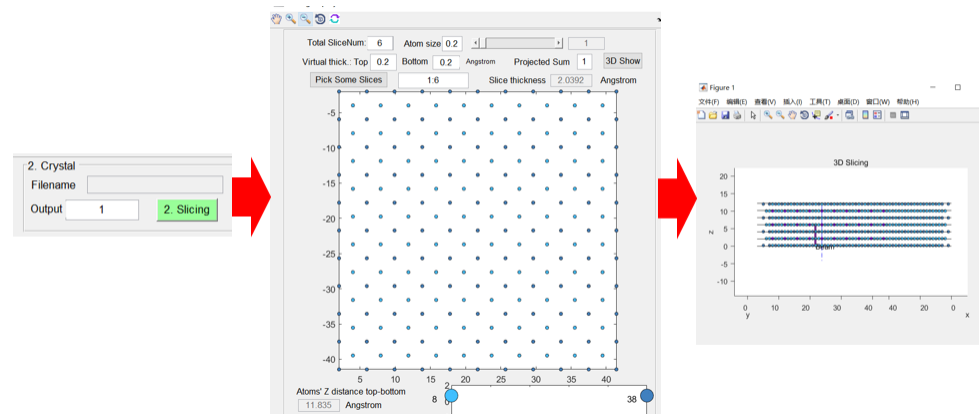 2. Crystal
Filename
Output 1 2. Slicing
Total SliceNum: 6 Atom size 0.2 1
Virtual thick.: Top 0.2 Bottom 0.2 Angstrom Projected Sum 1 3D Show
Pick Some Slices 1:6 Slice thickness 2.0392 Angstrom
-5
-10
-15
-20
-25
-30
-35
-40
5 10 15 20 25 30 35 40
Atoms' Z distance top-bottom
11.835 Angstrom
2
8 0
38
Figure 1
文件(F) 编辑(E) 查看(V) 插入(I) 工具(T) 桌面(D) 窗口(W) 帮助(H)
3D Slicing
20
15
10
5
0
-5
-10
z
Beam
0 10 20 30 40 40 20 0
y x